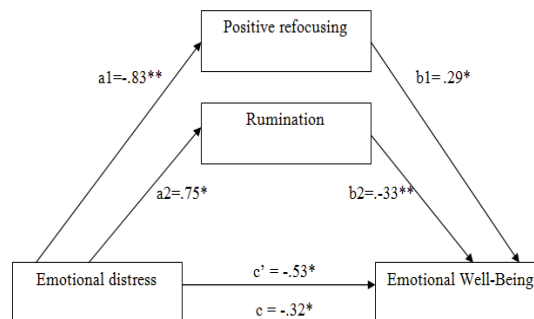 Positive refocusing
a1=-.83**
b1=.29*
Rumination
a2=.75*
b2=.-33**
Emotional distress
c’ = -.53*
Emotional Well-Being
c = -.32*